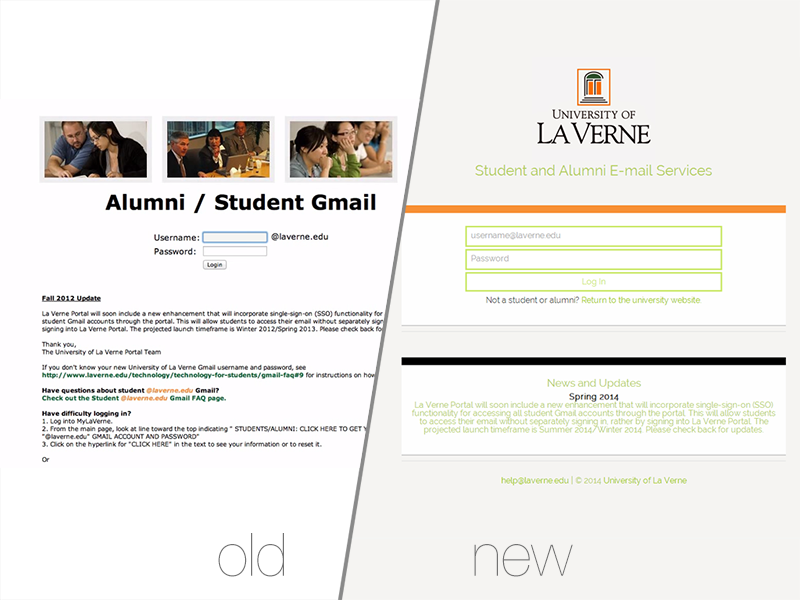 Alumni / Student Gmail
Username: @laverne.edu
Password:
Login
Fall 2012 Update
La Verne Portal will soon include a new enhancement that will incorporate single-sign-on (SSO) functionality for
student Gmail accounts through the portal. This will allow students to access their email without separately sign
signing into La Verne Portal. The projected launch timeframe is Winter 2012/Spring 2013. Please check back for
Thank you,
The University of La Verne Portal Team
If you don't know your new University of La Verne Gmail username and password, see
http://www.laverne.edu/technology/technology-for-students/gmail-faq#9 for instructions on how
Have questions about student @laverne.edu Gmail?
Check out the Student @laverne.edu Gmail FAQ page.
Have difficulty logging in?
1. Log into MyLaVerne.
2. From the main page, look at line toward the top indicating " STUDENTS/ALUMNI: CLICK HERE TO GET
"@laverne.edu" GMAIL ACCOUNT AND PASSWORD"
3. Click on the hyperlink for "CLICK HERE" in the text to see your information or to reset it.
Or
old
UNIVERSITY OF
LA VERNE
Student and Alumni E-mail Services
username@laverne.edu
Password
Log In
Not a student or alumni? Return to the university website.
News and Updates
Spring 2014
La Verne Portal will soon include a new enhancement that will incorporate single-sign-on (SSO)
functionality for accessing all student Gmail accounts through the portal. This will allow students
to access their email without separately signing in, rather by signing into La Verne Portal. The
projected launch timeframe is Summer 2014/Winter 2014. Please check back for updates.
help@laverne.edu | © 2014 University of La Verne
new